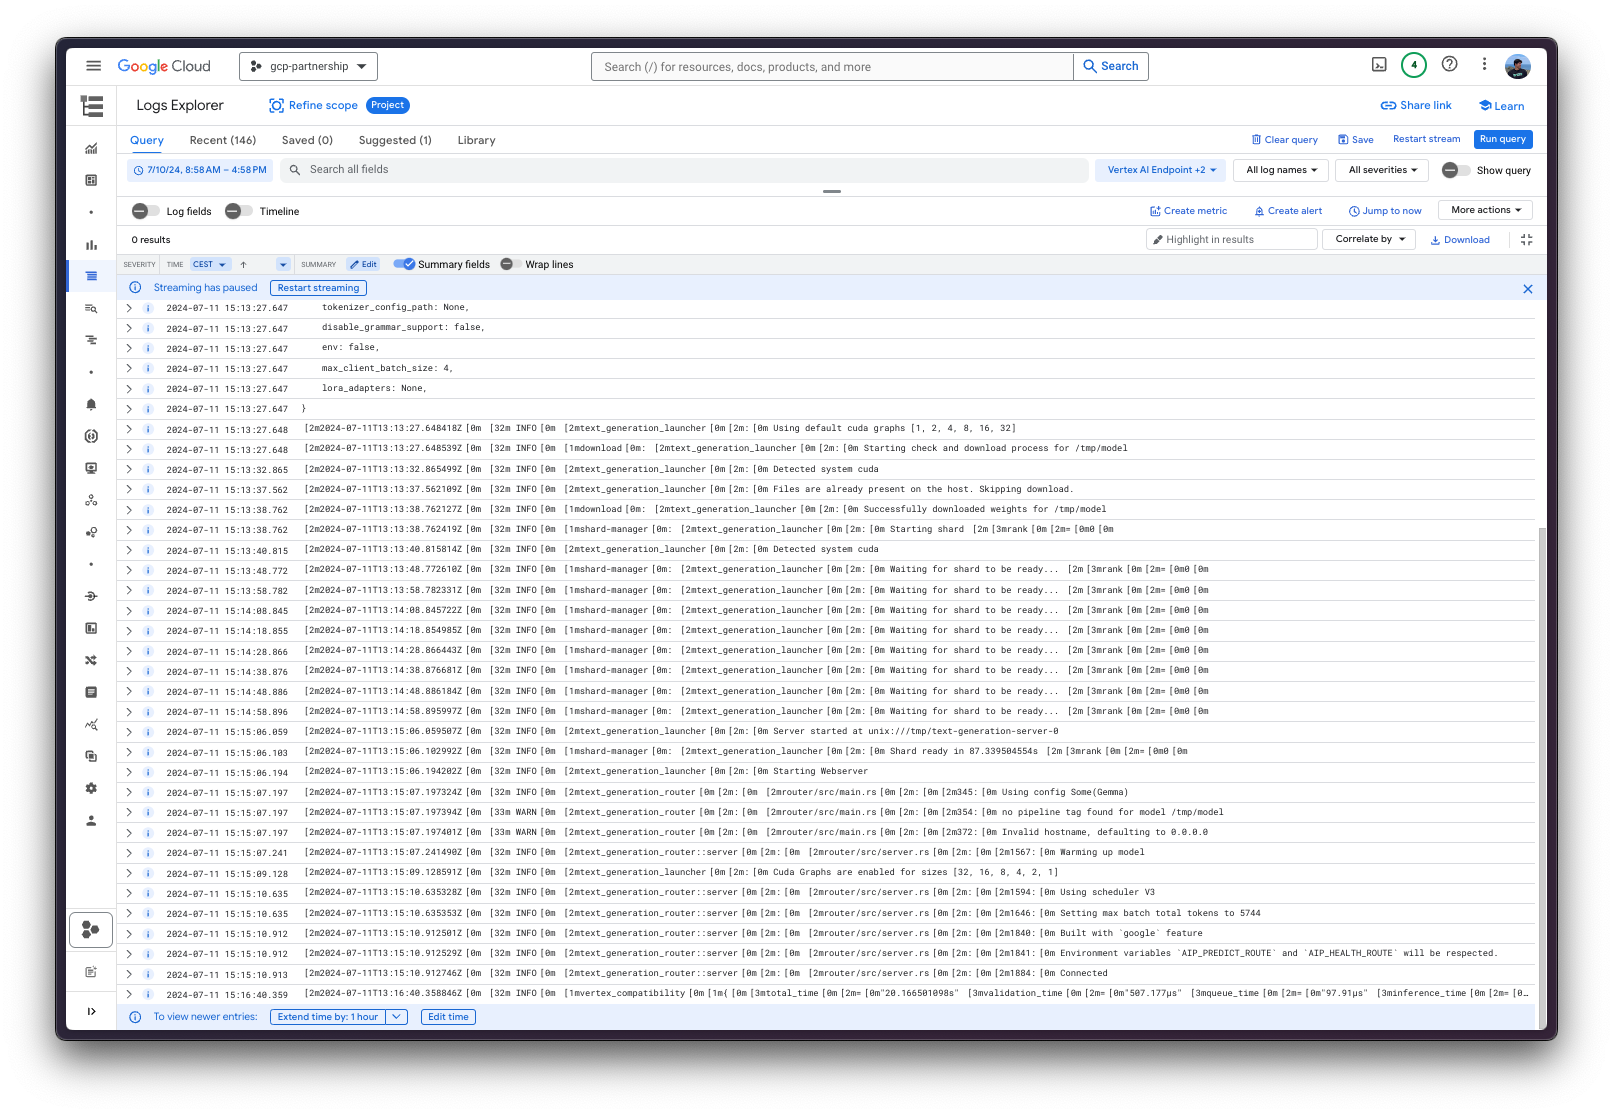 Google Cloud
gcp-partnership
Search (/) for resources, docs, products, and more
Search
4
Logs Explorer
Refine scope
Project
Share link
Learn
Query
Recent (146)
Saved (0)
Suggested (1)
Library
Clear query
Save
Restart stream
Run query
7/10/24, 8:58 AM – 4:58 PM
Search all fields
Vertex AI Endpoint +2
All log names
All severities
Show query
Log fields
Timeline
Create metric
Create alert
Jump to now
More actions
0 results
Highlight in results
Correlate by
Download
SEVERITY
TIME
CEST
SUMMARY
Edit
Summary fields
Wrap lines
Streaming has paused
Restart streaming
2024-07-11 15:13:27.647 tokenizer_config_path: None,
2024-07-11 15:13:27.647 disable_grammar_support: false,
2024-07-11 15:13:27.647 env: false,
2024-07-11 15:13:27.647 max_client_batch_size: 4,
2024-07-11 15:13:27.647 lora_adapters: None,
2024-07-11 15:13:27.647 }
2024-07-11 15:13:27.648 [2m2024-07-11T13:13:27.648418Z[0m [32m INFO[0m [2mtext_generation_launcher[0m[2m:[0m Using default cuda graphs [1, 2, 4, 8, 16, 32]
2024-07-11 15:13:27.648 [2m2024-07-11T13:13:27.648539Z[0m [32m INFO[0m [1mdownload[0m: [2mtext_generation_launcher[0m[2m:[0m Starting check and download process for /tmp/model
2024-07-11 15:13:32.865 [2m2024-07-11T13:13:32.865499Z[0m [32m INFO[0m [2mtext_generation_launcher[0m[2m:[0m Detected system cuda
2024-07-11 15:13:37.562 [2m2024-07-11T13:13:37.562109Z[0m [32m INFO[0m [2mtext_generation_launcher[0m[2m:[0m Files are already present on the host. Skipping download.
2024-07-11 15:13:38.762 [2m2024-07-11T13:13:38.762127Z[0m [32m INFO[0m [1mdownload[0m: [2mtext_generation_launcher[0m[2m:[0m Successfully downloaded weights for /tmp/model
2024-07-11 15:13:38.762 [2m2024-07-11T13:13:38.762419Z[0m [32m INFO[0m [1mshard-manager[0m: [2mtext_generation_launcher[0m[2m:[0m Starting shard [2m[3mrank[0m[2m=[0m0[0m
2024-07-11 15:13:40.815 [2m2024-07-11T13:13:40.815814Z[0m [32m INFO[0m [2mtext_generation_launcher[0m[2m:[0m Detected system cuda
2024-07-11 15:13:48.772 [2m2024-07-11T13:13:48.772610Z[0m [32m INFO[0m [1mshard-manager[0m: [2mtext_generation_launcher[0m[2m:[0m Waiting for shard to be ready... [2m[3mrank[0m[2m=[0m0[0m
2024-07-11 15:13:58.782 [2m2024-07-11T13:13:58.782331Z[0m [32m INFO[0m [1mshard-manager[0m: [2mtext_generation_launcher[0m[2m:[0m Waiting for shard to be ready... [2m[3mrank[0m[2m=[0m0[0m
2024-07-11 15:14:08.845 [2m2024-07-11T13:14:08.845722Z[0m [32m INFO[0m [1mshard-manager[0m: [2mtext_generation_launcher[0m[2m:[0m Waiting for shard to be ready... [2m[3mrank[0m[2m=[0m0[0m
2024-07-11 15:14:18.855 [2m2024-07-11T13:14:18.854985Z[0m [32m INFO[0m [1mshard-manager[0m: [2mtext_generation_launcher[0m[2m:[0m Waiting for shard to be ready... [2m[3mrank[0m[2m=[0m0[0m
2024-07-11 15:14:28.866 [2m2024-07-11T13:14:28.866443Z[0m [32m INFO[0m [1mshard-manager[0m: [2mtext_generation_launcher[0m[2m:[0m Waiting for shard to be ready... [2m[3mrank[0m[2m=[0m0[0m
2024-07-11 15:14:38.876 [2m2024-07-11T13:14:38.876681Z[0m [32m INFO[0m [1mshard-manager[0m: [2mtext_generation_launcher[0m[2m:[0m Waiting for shard to be ready... [2m[3mrank[0m[2m=[0m0[0m
2024-07-11 15:14:48.886 [2m2024-07-11T13:14:48.886184Z[0m [32m INFO[0m [1mshard-manager[0m: [2mtext_generation_launcher[0m[2m:[0m Waiting for shard to be ready... [2m[3mrank[0m[2m=[0m0[0m
2024-07-11 15:14:58.896 [2m2024-07-11T13:14:58.895997Z[0m [32m INFO[0m [1mshard-manager[0m: [2mtext_generation_launcher[0m[2m:[0m Waiting for shard to be ready... [2m[3mrank[0m[2m=[0m0[0m
2024-07-11 15:15:06.059 [2m2024-07-11T13:15:06.059507Z[0m [32m INFO[0m [2mtext_generation_launcher[0m[2m:[0m Server started at unix:///tmp/text-generation-server-0
2024-07-11 15:15:06.103 [2m2024-07-11T13:15:06.102992Z[0m [32m INFO[0m [1mshard-manager[0m: [2mtext_generation_launcher[0m[2m:[0m Shard ready in 87.339504554s [2m[3mrank[0m[2m=[0m0[0m
2024-07-11 15:15:06.194 [2m2024-07-11T13:15:06.194202Z[0m [32m INFO[0m [2mtext_generation_launcher[0m[2m:[0m Starting Webserver
2024-07-11 15:15:07.197 [2m2024-07-11T13:15:07.197324Z[0m [32m INFO[0m [2mtext_generation_router[0m[2m:[0m [2mrouter/src/main.rs[0m[2m:[0m[2m345:[0m Using config Some(Gemma)
2024-07-11 15:15:07.197 [2m2024-07-11T13:15:07.197394Z[0m [33m WARN[0m [2mtext_generation_router[0m[2m:[0m [2mrouter/src/main.rs[0m[2m:[0m[2m354:[0m no pipeline tag found for model /tmp/model
2024-07-11 15:15:07.197 [2m2024-07-11T13:15:07.197401Z[0m [33m WARN[0m [2mtext_generation_router[0m[2m:[0m [2mrouter/src/main.rs[0m[2m:[0m[2m372:[0m Invalid hostname, defaulting to 0.0.0.0
2024-07-11 15:15:07.241 [2m2024-07-11T13:15:07.241490Z[0m [32m INFO[0m [2mtext_generation_router::server[0m[2m:[0m [2mrouter/src/server.rs[0m[2m:[0m[2m1567:[0m Warming up model
2024-07-11 15:15:09.128 [2m2024-07-11T13:15:09.128591Z[0m [32m INFO[0m [2mtext_generation_launcher[0m[2m:[0m Cuda Graphs are enabled for sizes [32, 16, 8, 4, 2, 1]
2024-07-11 15:15:10.635 [2m2024-07-11T13:15:10.635328Z[0m [32m INFO[0m [2mtext_generation_router::server[0m[2m:[0m [2mrouter/src/server.rs[0m[2m:[0m[2m1594:[0m Using scheduler V3
2024-07-11 15:15:10.635 [2m2024-07-11T13:15:10.635353Z[0m [32m INFO[0m [2mtext_generation_router::server[0m[2m:[0m [2mrouter/src/server.rs[0m[2m:[0m[2m1646:[0m Setting max batch total tokens to 5744
2024-07-11 15:15:10.912 [2m2024-07-11T13:15:10.912501Z[0m [32m INFO[0m [2mtext_generation_router::server[0m[2m:[0m [2mrouter/src/server.rs[0m[2m:[0m[2m1840:[0m Built with `google` feature
2024-07-11 15:15:10.912 [2m2024-07-11T13:15:10.912529Z[0m [32m INFO[0m [2mtext_generation_router::server[0m[2m:[0m [2mrouter/src/server.rs[0m[2m:[0m[2m1841:[0m Environment variables `AIP_PREDICT_ROUTE` and `AIP_HEALTH_ROUTE` will be respected.
2024-07-11 15:15:10.913 [2m2024-07-11T13:15:10.912746Z[0m [32m INFO[0m [2mtext_generation_router::server[0m[2m:[0m [2mrouter/src/server.rs[0m[2m:[0m[2m1884:[0m Connected
2024-07-11 15:16:40.359 [2m2024-07-11T13:16:40.358846Z[0m [32m INFO[0m [1mvertex_compatibility[0m[1m{[0m[3mtotal_time[0m[2m=[0m"20.166501098s" [3mvalidation_time[0m[2m=[0m"507.177µs" [3mqueue_time[0m[2m=[0m"97.91µs" [3minference_time[0m[2m=[0…
To view newer entries:
Extend time by: 1 hour
Edit time